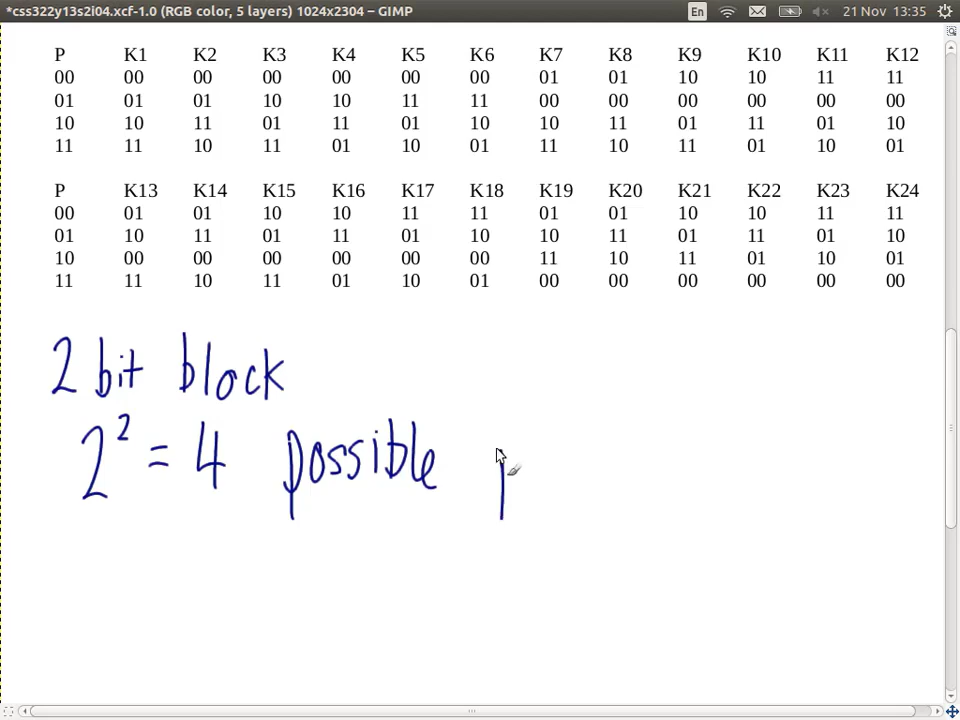 *css322y13s2i04.xcf-1.0 (RGB color, 5 layers) 1024x2304 – GIMP En 21 Nov 13:35
P K1 K2 K3 K4 K5 K6 K7 K8 K9 K10 K11 K12
00 00 00 00 00 00 00 01 01 10 10 11 11
01 01 01 10 10 11 11 00 00 00 00 00 00
10 10 11 01 11 01 10 10 11 01 11 01 10
11 11 10 11 01 10 01 11 10 11 01 10 01
P K13 K14 K15 K16 K17 K18 K19 K20 K21 K22 K23 K24
00 01 01 10 10 11 11 01 01 10 10 11 11
01 10 11 01 11 01 10 10 11 01 11 01 10
10 00 00 00 00 00 00 11 10 11 01 10 01
11 11 10 11 01 10 01 00 00 00 00 00 00
2 bit block
2² = 4 possible